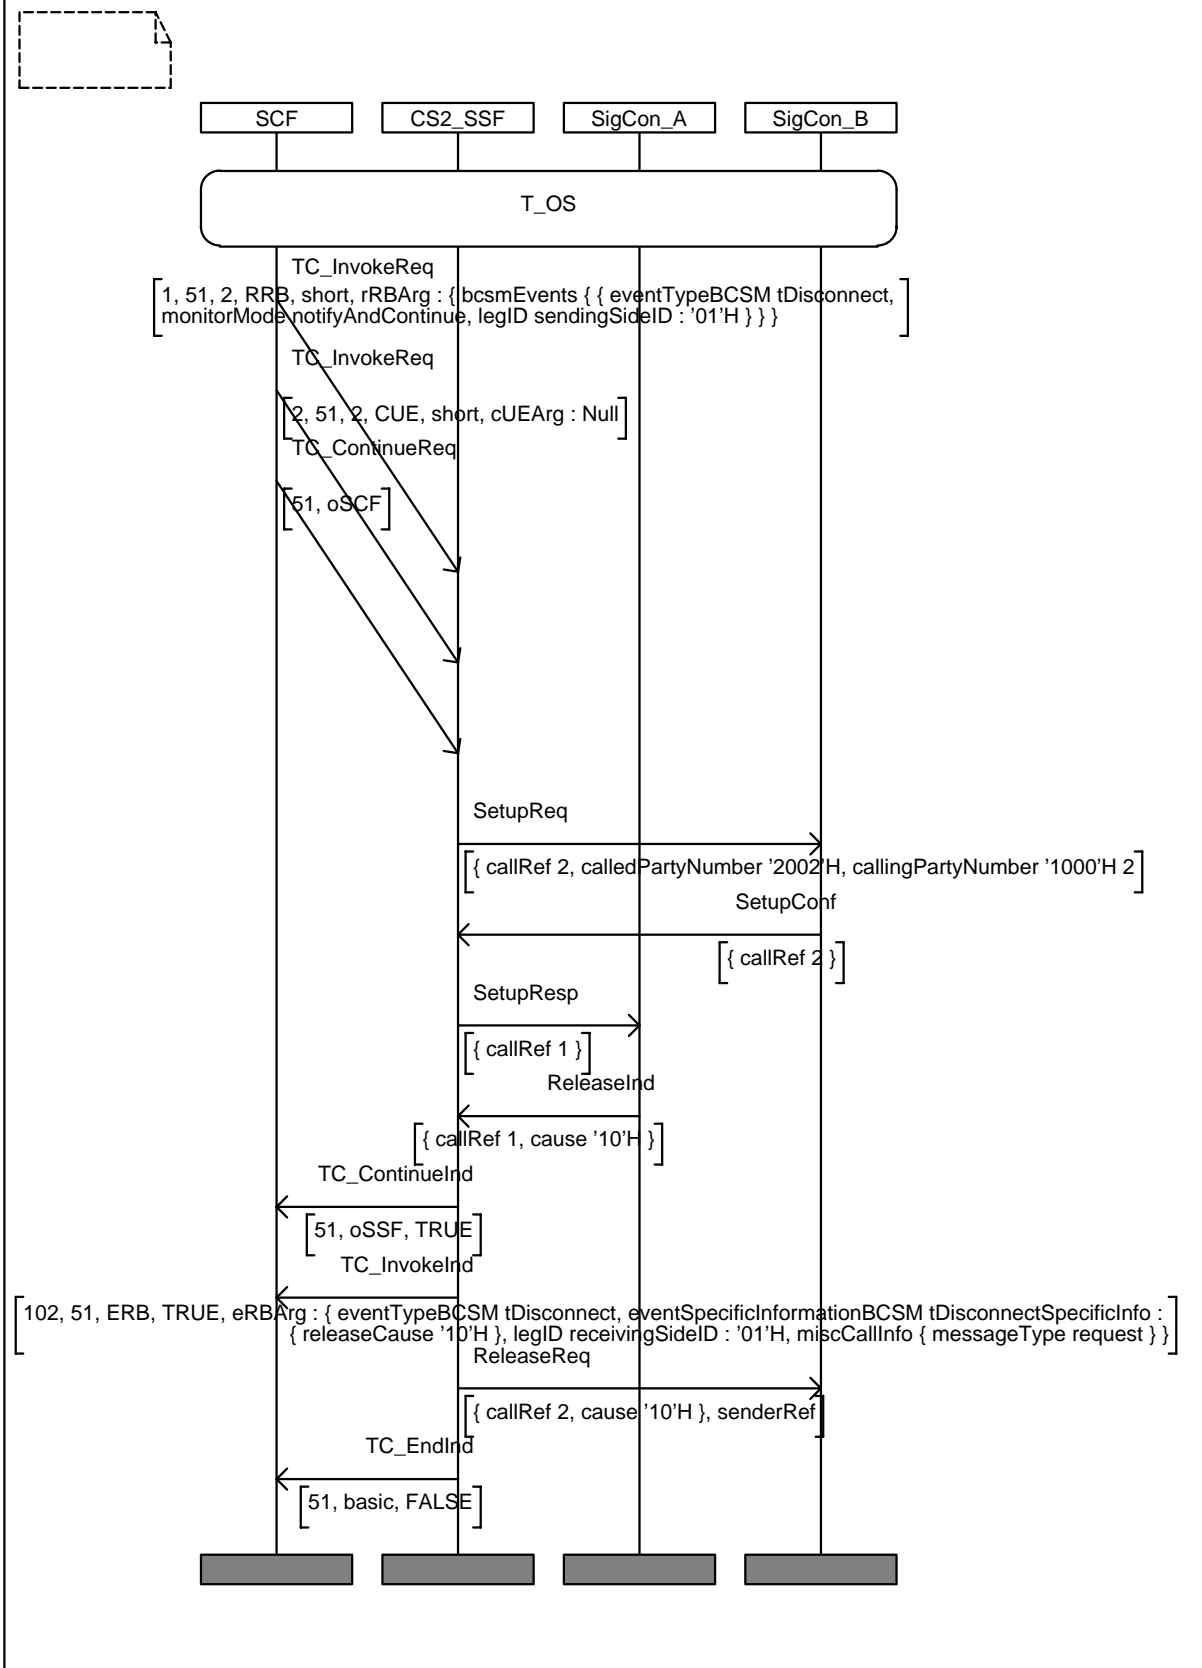 SCF
CS2_SSF
SigCon_A
SigCon_B
T_OS
TC_InvokeReq
1, 51, 2, RRB, short, rRBArg : { bcsmEvents { { eventTypeBCSM tDisconnect,
monitorMode notifyAndContinue, legID sendingSideID : '01'H } } }
TC_InvokeReq
2, 51, 2, CUE, short, cUEArg : Null
TC_ContinueReq
51, oSCF
SetupReq
{ callRef 2, calledPartyNumber '2002'H, callingPartyNumber '1000'H 2
SetupConf
{ callRef 2 }
SetupResp
{ callRef 1 }
ReleaseInd
{ callRef 1, cause '10'H }
TC_ContinueInd
51, oSSF, TRUE
TC_InvokeInd
102, 51, ERB, TRUE, eRBArg : { eventTypeBCSM tDisconnect, eventSpecificInformationBCSM tDisconnectSpecificInfo :
{ releaseCause '10'H }, legID receivingSideID : '01'H, miscCallInfo { messageType request } }
ReleaseReq
{ callRef 2, cause '10'H }, senderRef
TC_EndInd
51, basic, FALSE